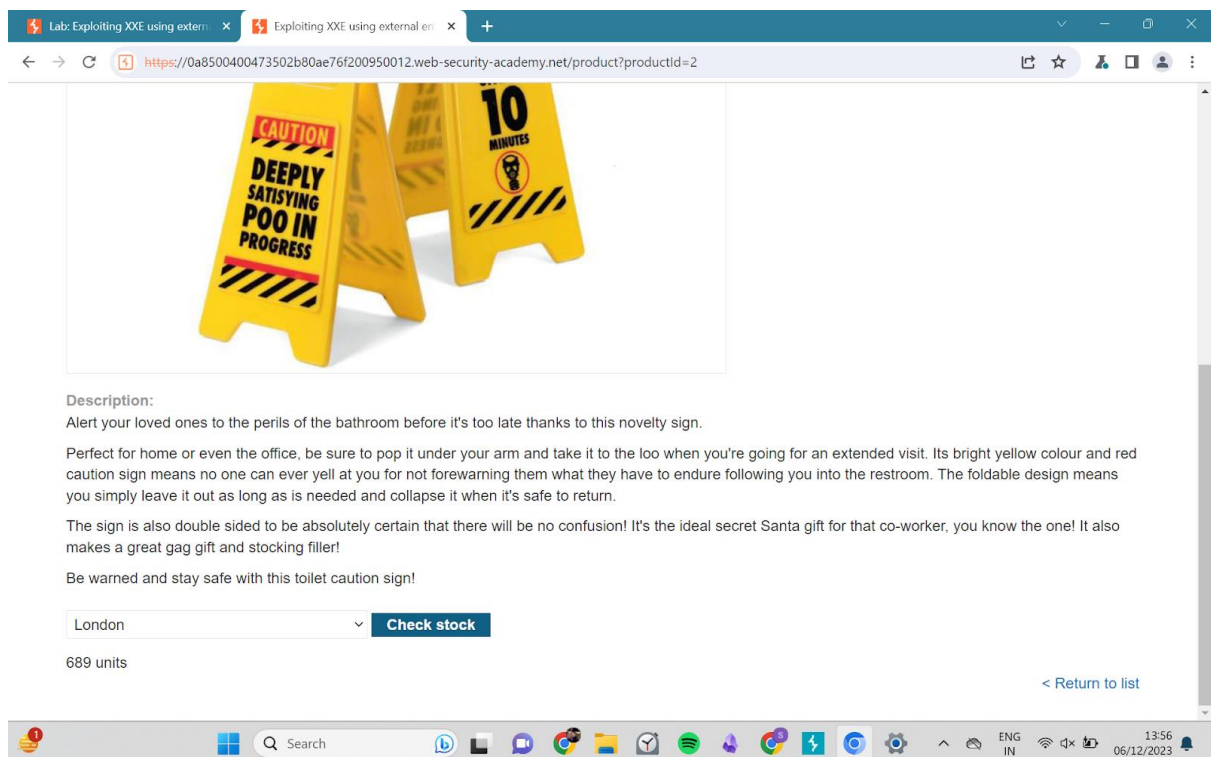 Lab: Exploiting XXE using extern
Exploiting XXE using external en
https://0a8500400473502b80ae76f200950012.web-security-academy.net/product?productId=2
CAUTION
DEEPLY
SATISYING
POO IN
PROGRESS
10
MINUTES
Description:
Alert your loved ones to the perils of the bathroom before it's too late thanks to this novelty sign.
Perfect for home or even the office, be sure to pop it under your arm and take it to the loo when you're going for an extended visit. Its bright yellow colour and red
caution sign means no one can ever yell at you for not forewarning them what they have to endure following you into the restroom. The foldable design means
you simply leave it out as long as is needed and collapse it when it's safe to return.
The sign is also double sided to be absolutely certain that there will be no confusion! It's the ideal secret Santa gift for that co-worker, you know the one! It also
makes a great gag gift and stocking filler!
Be warned and stay safe with this toilet caution sign!
London
Check stock
689 units
< Return to list
1
Search
S
ENG
IN
13:56
06/12/2023